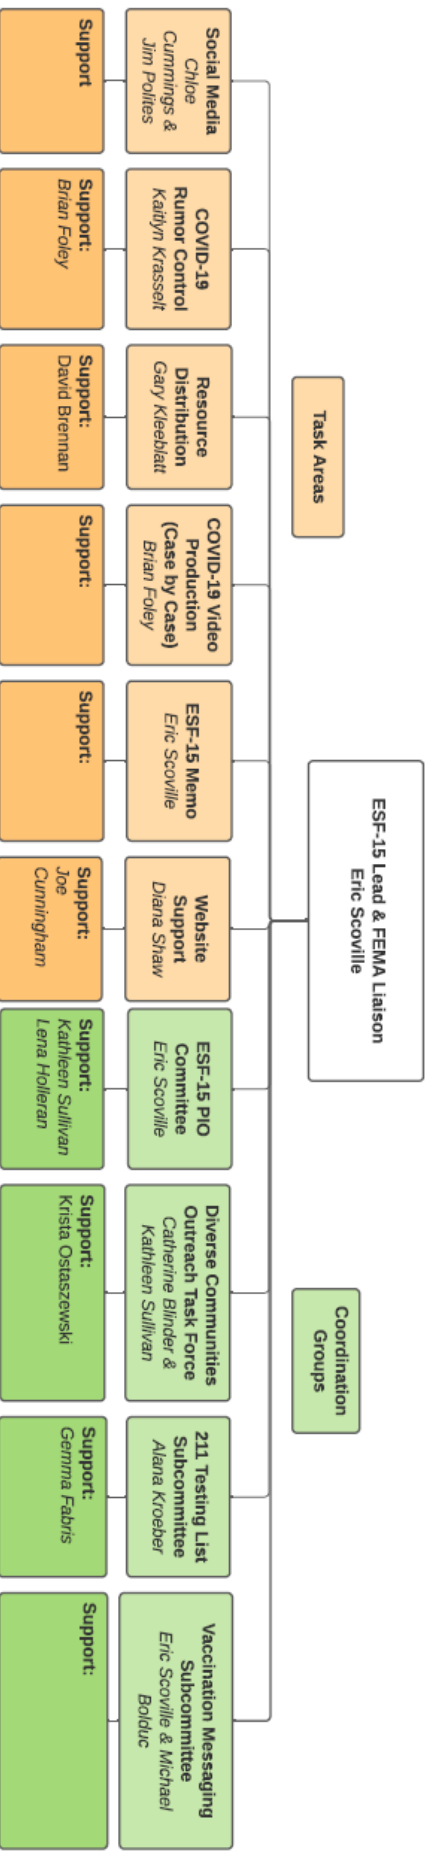 ESF-15 Lead & FEMA Liaison
Eric Scoville
Task Areas
Coordination
Groups
Social Media
Chloe
Cummings &
Jim Polites
COVID-19
Rumor Control
Kaitlyn Krasselt
Resource
Distribution
Gary Kleeblatt
COVID-19 Video
Production
(Case by Case)
Brian Foley
ESF-15 Memo
Eric Scoville
Website
Support
Diana Shaw
ESF-15 PIO
Committee
Eric Scoville
Diverse Communities
Outreach Task Force
Catherine Blinder &
Kathleen Sullivan
211 Testing List
Subcommittee
Alana Kroeber
Vaccination Messaging
Subcommittee
Eric Scoville & Michael
Bolduc
Support
Support:
Brian Foley
Support:
David Brennan
Support:
Support:
Support:
Joe
Cunningham
Support:
Kathleen Sullivan
Lena Holleran
Support:
Krista Ostaszewski
Support:
Gemma Fabris
Support: